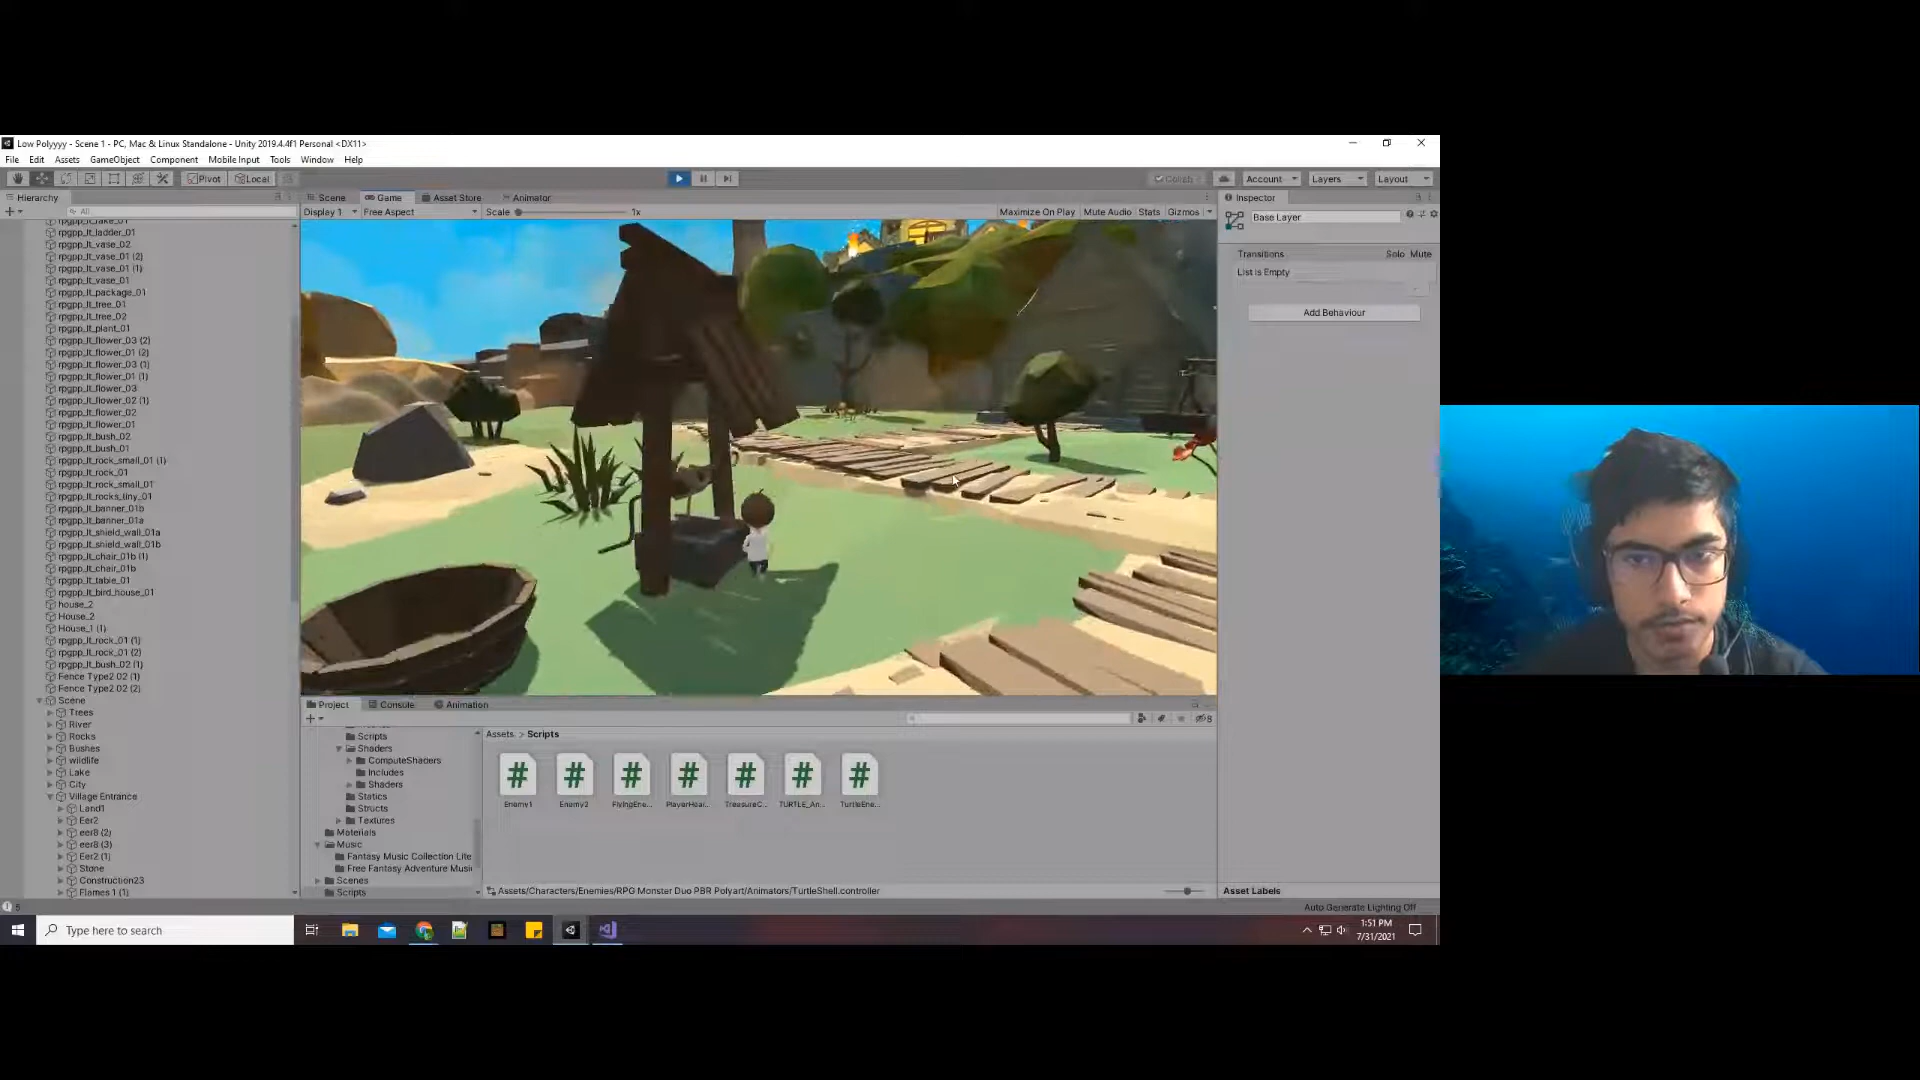 Low Polyyyy - Scene 1 - PC, Mac & Linux Standalone - Unity 2019.4.4f1 Personal <DX11>
File Edit Assets GameObject Component Mobile Input Tools Window Help
Pivot Local Collab Account Layers Layout
Hierarchy
All
rpgpp_lt_rake_01
rpgpp_lt_ladder_01
rpgpp_lt_vase_02
rpgpp_lt_vase_01 (2)
rpgpp_lt_vase_01 (1)
rpgpp_lt_vase_01
rpgpp_lt_package_01
rpgpp_lt_tree_01
rpgpp_lt_tree_02
rpgpp_lt_plant_01
rpgpp_lt_flower_03 (2)
rpgpp_lt_flower_01 (2)
rpgpp_lt_flower_03 (1)
rpgpp_lt_flower_01 (1)
rpgpp_lt_flower_03
rpgpp_lt_flower_02 (1)
rpgpp_lt_flower_02
rpgpp_lt_flower_01
rpgpp_lt_bush_02
rpgpp_lt_bush_01
rpgpp_lt_rock_small_01 (1)
rpgpp_lt_rock_01
rpgpp_lt_rock_small_01
rpgpp_lt_rocks_tiny_01
rpgpp_lt_banner_01b
rpgpp_lt_banner_01a
rpgpp_lt_shield_wall_01a
rpgpp_lt_shield_wall_01b
rpgpp_lt_chair_01b (1)
rpgpp_lt_chair_01b
rpgpp_lt_table_01
rpgpp_lt_bird_house_01
house_2
House_2
House_1 (1)
rpgpp_lt_rock_01 (1)
rpgpp_lt_rock_01 (2)
rpgpp_lt_bush_02 (1)
Fence Type2 02 (1)
Fence Type2 02 (2)
Scene
Trees
River
Rocks
Bushes
wildlife
Lake
City
Village Entrance
Land1
Eer2
eer8 (2)
eer8 (3)
Eer2 (1)
Stone
Construction23
Flames 1 (1)
Scene Game Asset Store Animator
Display 1 Free Aspect Scale 1x Maximize On Play Mute Audio Stats Gizmos
Inspector
Base Layer
Transitions Solo Mute
List is Empty
Add Behaviour
Project Console Animation
8
Scripts
Shaders
ComputeShaders
Includes
Shaders
Statics
Structs
Textures
Materials
Music
Fantasy Music Collection Lite
Free Fantasy Adventure Musi
Scenes
Scripts
Assets > Scripts
# # # # # # #
Enemy1 Enemy2 FlyingEne... PlayerHear... TreasureC... TURTLE_An... TurtleEne...
Assets/Characters/Enemies/RPG Monster Duo PBR Polyart/Animators/TurtleShell.controller
Asset Labels
5
Auto Generate Lighting Off
Type here to search
1:51 PM
7/31/2021